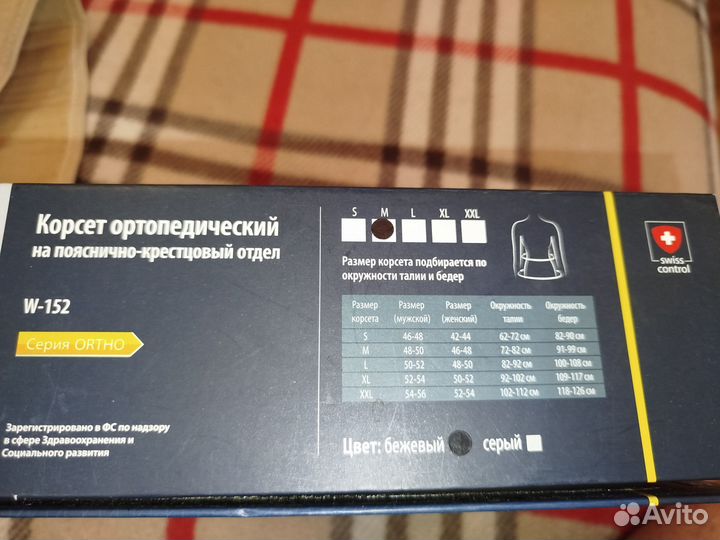 Корсет ортопедический
на пояснично-крестцовый отдел
W-152
Серия ORTHO
Зарегистрировано в ФС по надзору
в сфере Здравоохранения и
Социального развития
S M L XL XXL
Размер корсета подбирается по
окружности талии и бедер
Размер корсета Размер (мужской) Размер (женский) Окружность талии Окружность бедер
S 46-48 42-44 62-72 см 82-90 см
M 48-50 46-48 72-82 см 91-99 см
L 50-52 48-50 82-92 см 100-108 см
XL 52-54 50-52 92-102 см 109-117 см
XXL 54-56 52-54 102-112 см 118-126 см
Цвет: бежевый серый
swiss
control
Avito